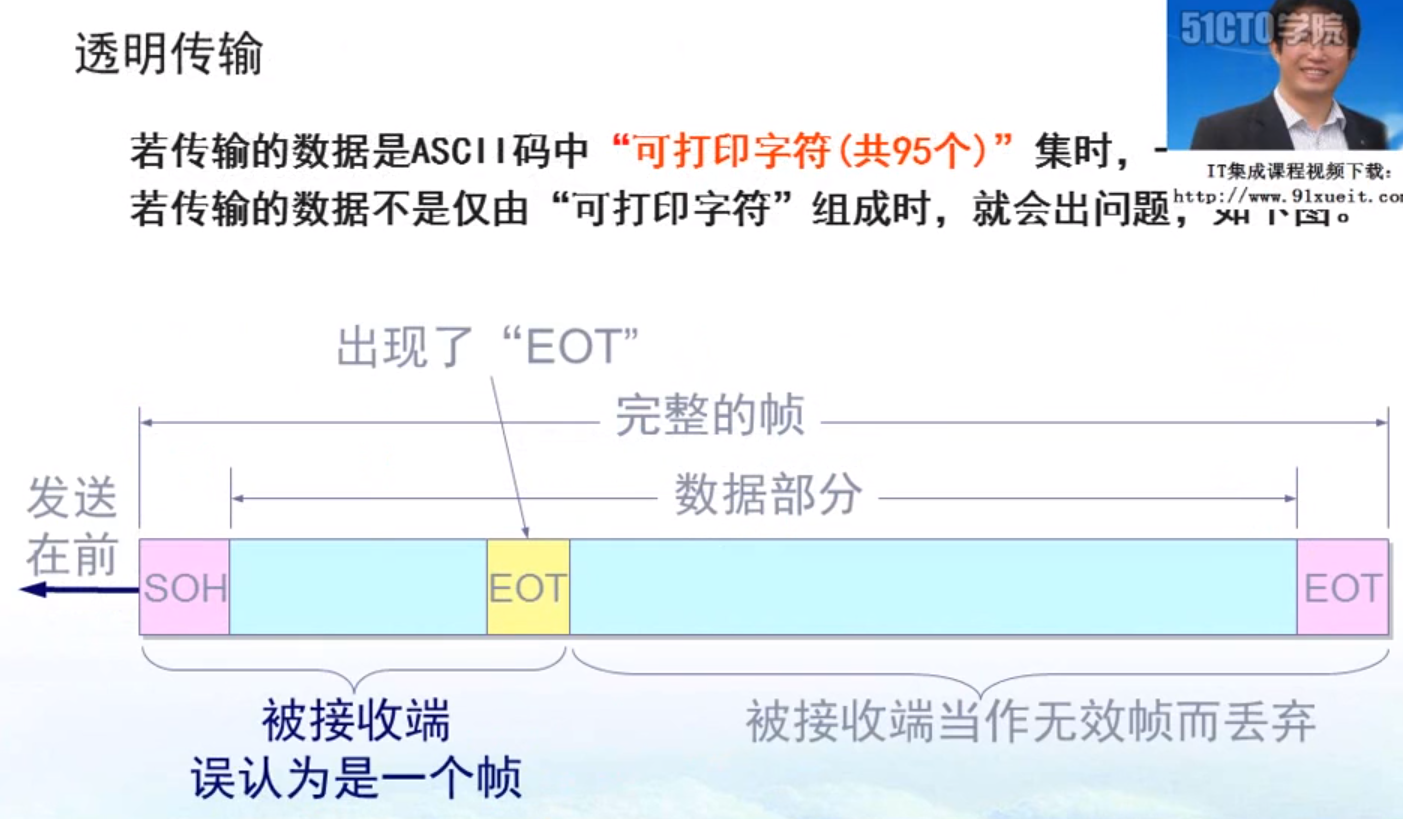 透明传输
51CTO学院
若传输的数据是ASCII码中“可打印字符(共95个)”集时，
IT集成课程视频下载：
http://www.91xueit.co
若传输的数据不是仅由“可打印字符”组成时，就会出问题，如下图。
出现了“EOT”
完整的帧
数据部分
发送
在前
SOH
EOT
EOT
被接收端
误认为是一个帧
被接收端当作无效帧而丢弃